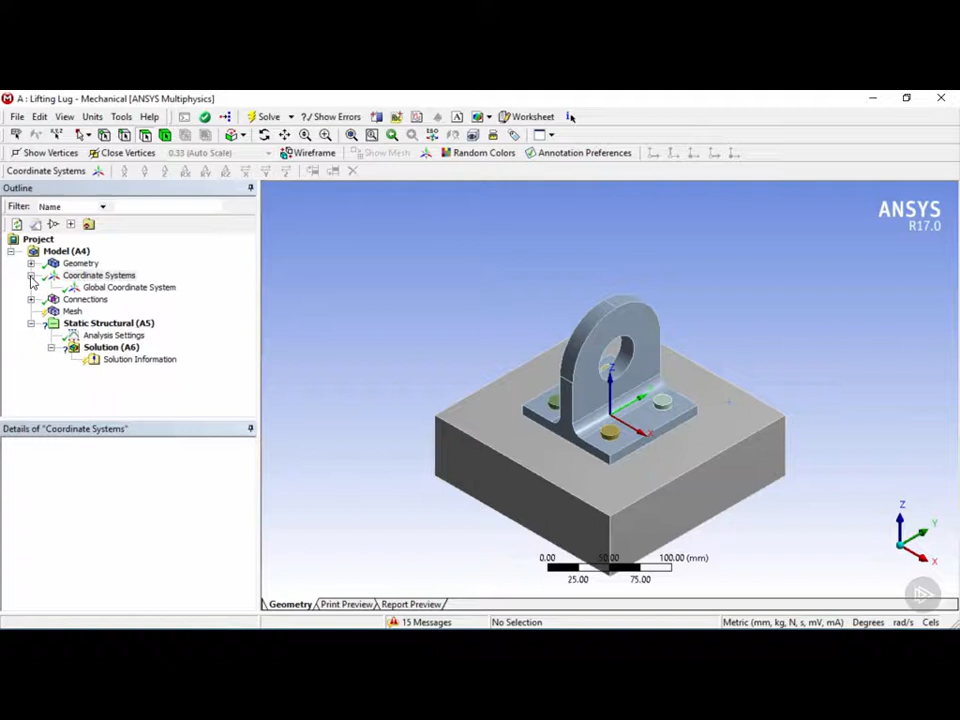 A : Lifting Lug - Mechanical [ANSYS Multiphysics]
File Edit View Units Tools Help Solve ?/ Show Errors Worksheet
Show Vertices Close Vertices 0.33 (Auto Scale) Wireframe Show Mesh Random Colors Annotation Preferences
Coordinate Systems
Outline
Filter: Name
Project
Model (A4)
Geometry
Coordinate Systems
Global Coordinate System
Connections
Mesh
Static Structural (A5)
Analysis Settings
Solution (A6)
Solution Information
Details of "Coordinate Systems"
ANSYS
R17.0
Z
X
0.00 50.00 100.00 (mm)
25.00 75.00
Z
Y
X
Geometry Print Preview Report Preview
15 Messages No Selection Metric (mm, kg, N, s, mV, mA) Degrees rad/s Cels